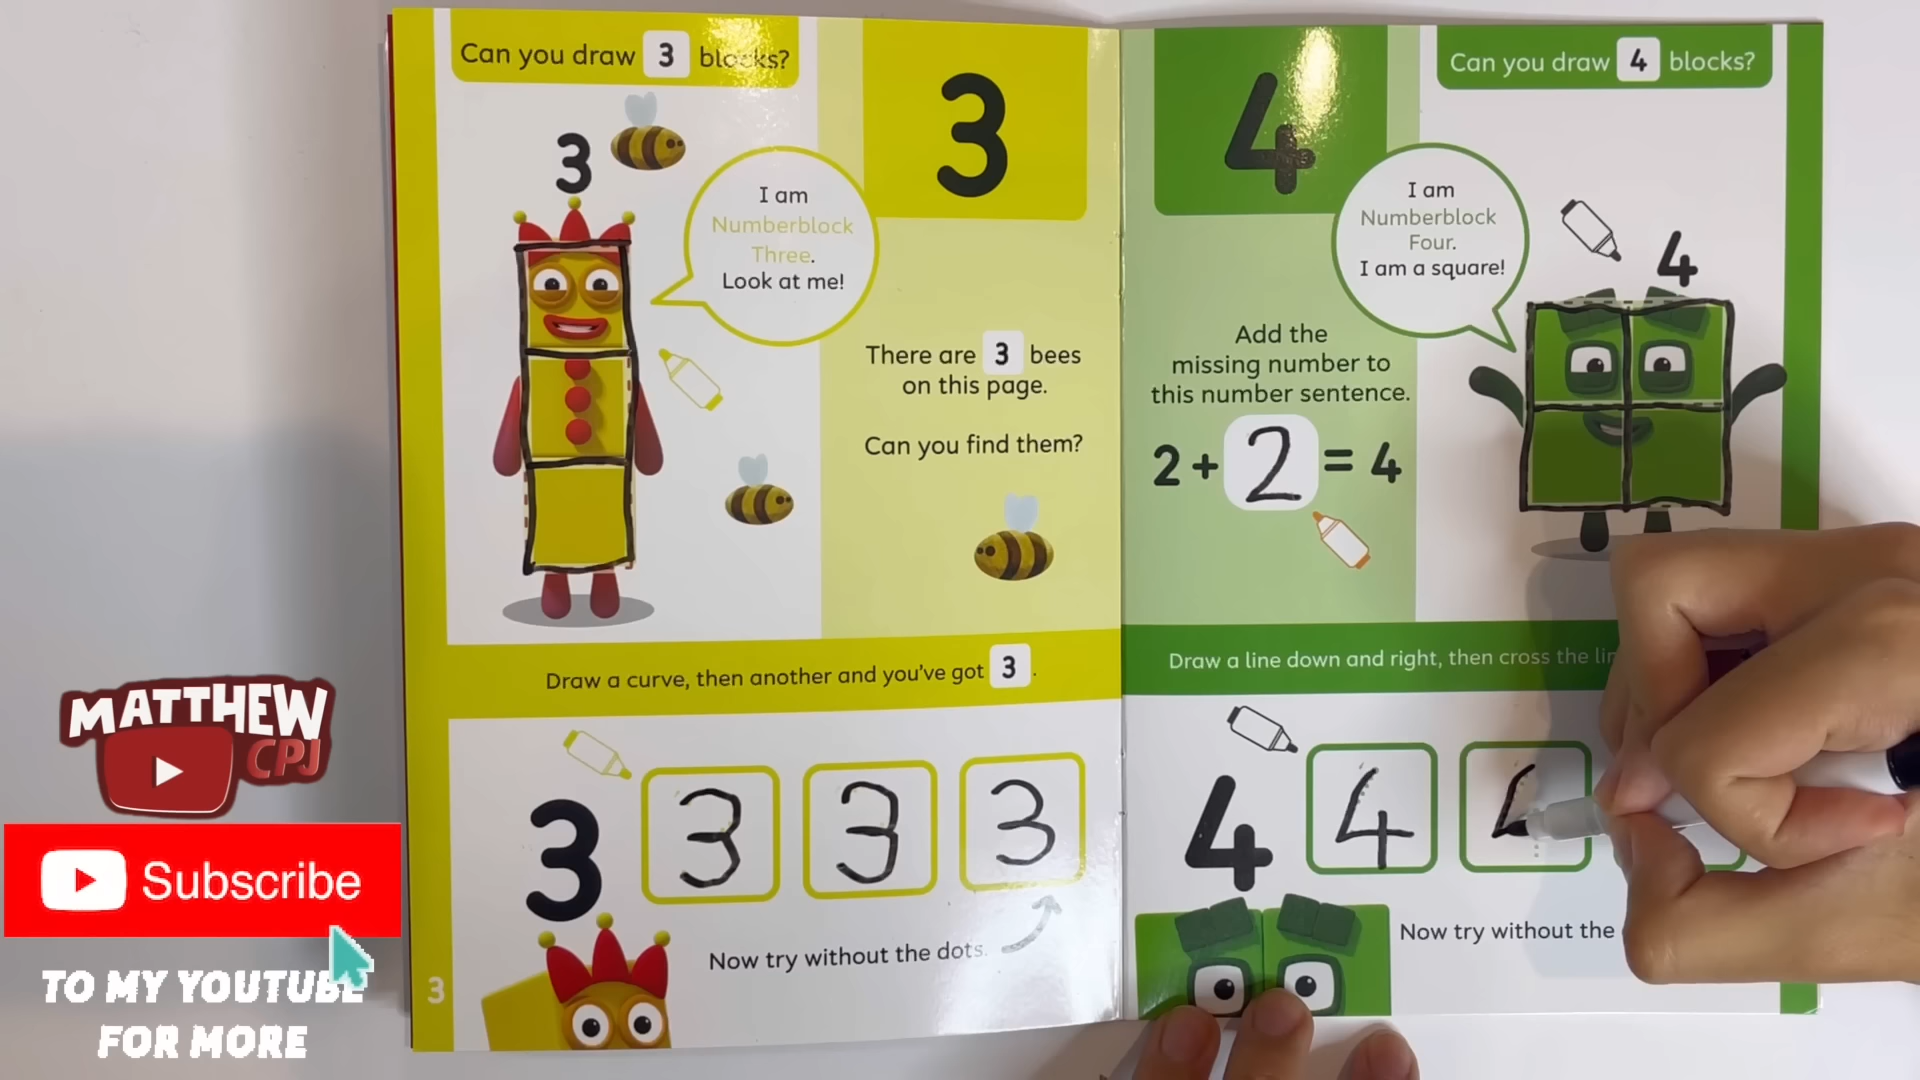 Can you draw 3 blocks?
3
3
I am
Numberblock
Three.
Look at me!
There are 3 bees
on this page.
Can you find them?
Draw a curve, then another and you've got 3.
3 3 3 3
Now try without the dots.
3
4
Can you draw 4 blocks?
I am
Numberblock
Four.
I am a square!
4
Add the
missing number to
this number sentence.
2 + 2 = 4
Draw a line down and right, then cross the
4 4
Now try without the
MATTHEW
CPJ
Subscribe
TO MY YOUTUBE
FOR MORE